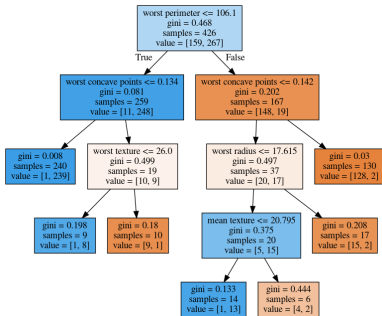 worst perimeter <= 106.1
gini = 0.468
samples = 426
value = [159, 267]
True
False
worst concave points <= 0.134
gini = 0.081
samples = 259
value = [11, 248]
worst concave points <= 0.142
gini = 0.202
samples = 167
value = [148, 19]
gini = 0.008
samples = 240
value = [1, 239]
worst texture <= 26.0
gini = 0.499
samples = 19
value = [10, 9]
worst radius <= 17.615
gini = 0.497
samples = 37
value = [20, 17]
gini = 0.03
samples = 130
value = [128, 2]
gini = 0.198
samples = 9
value = [1, 8]
gini = 0.18
samples = 10
value = [9, 1]
mean texture <= 20.795
gini = 0.375
samples = 20
value = [5, 15]
gini = 0.208
samples = 17
value = [15, 2]
gini = 0.133
samples = 14
value = [1, 13]
gini = 0.444
samples = 6
value = [4, 2]